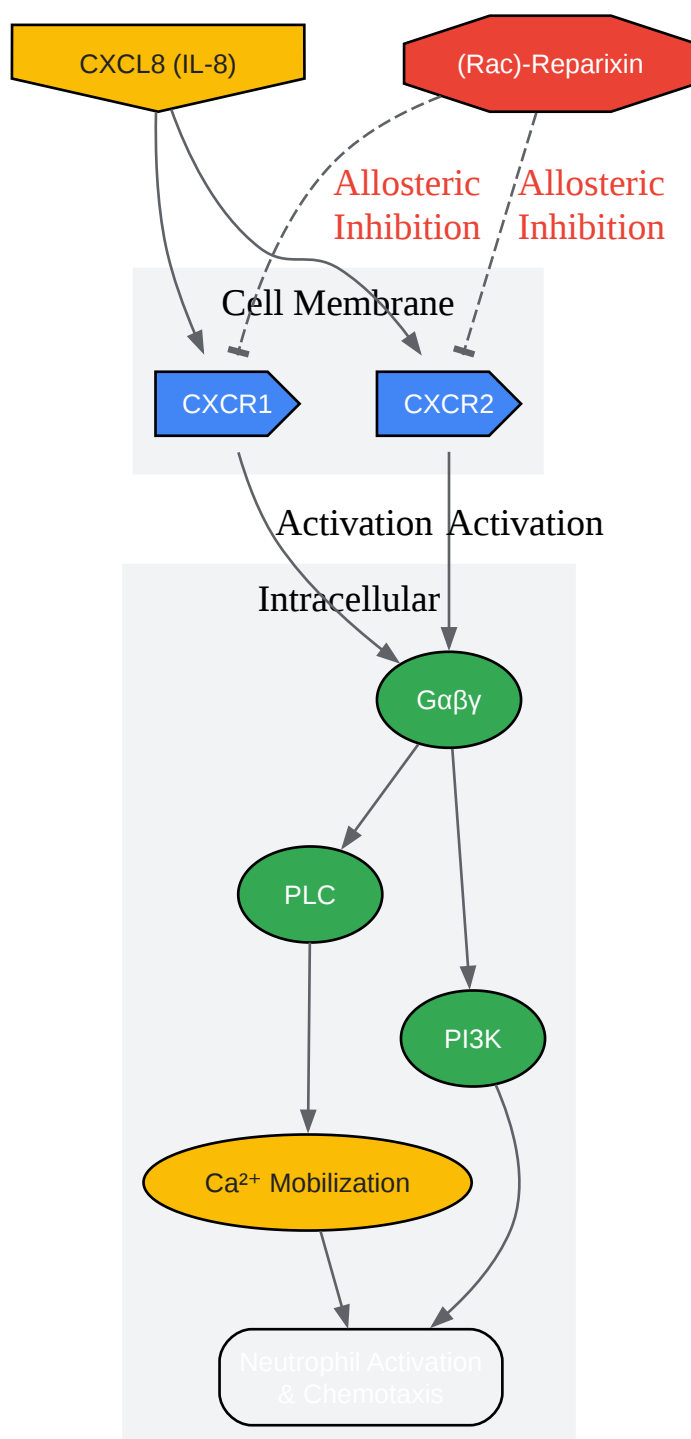 CXCL8 (IL-8)
(Rac)-Reparixin
Allosteric
Inhibition
Allosteric
Inhibition
Cell Membrane
CXCR1
CXCR2
Activation
Activation
Intracellular
Gαβγ
PLC
PI3K
Ca²⁺ Mobilization
Neutrophil Activation
& Chemotaxis